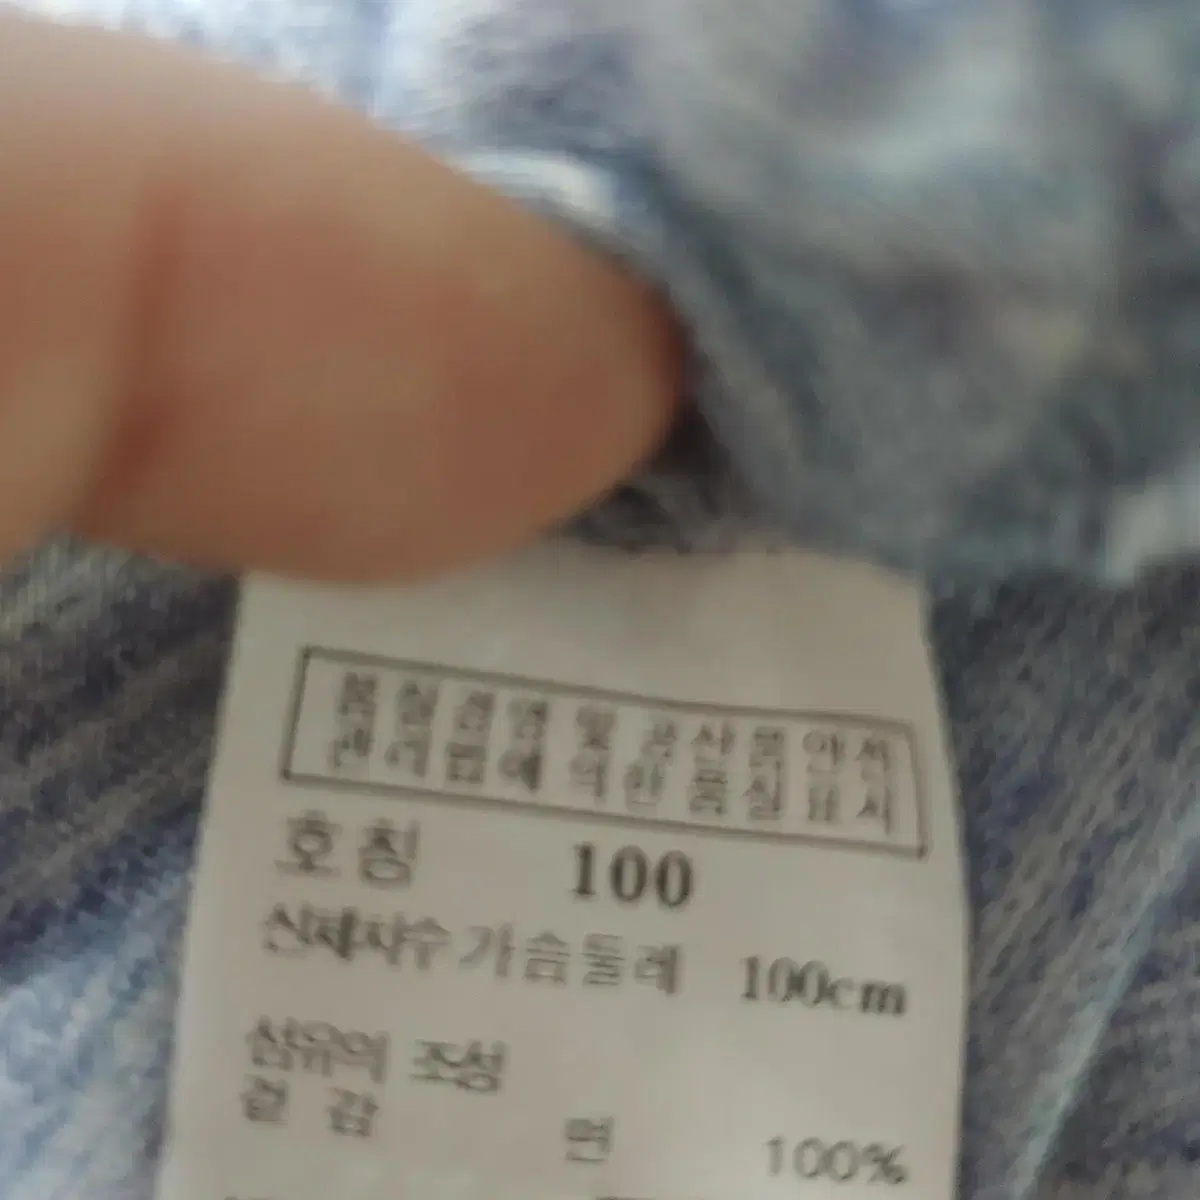 품질경영 및 공산품안전
관리법에 의한 품질표시
호칭 100
신체치수 가슴둘레 100cm
섬유의 조성
겉감 면 100%